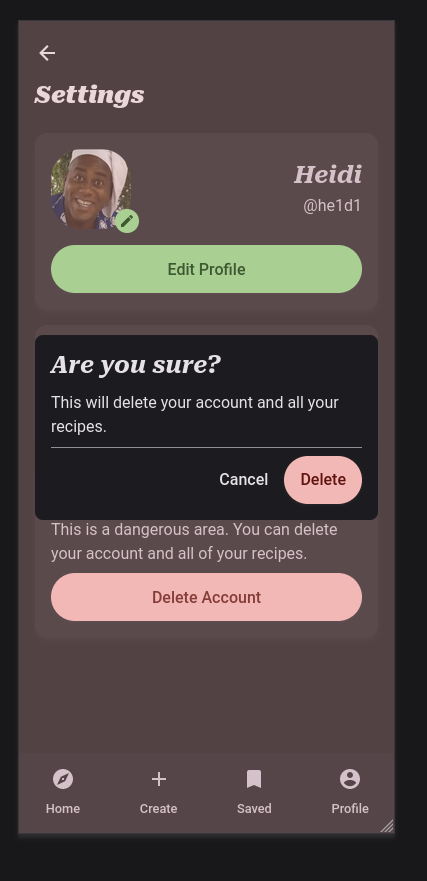 Settings
Heidi
@he1d1
Edit Profile
Are you sure?
This will delete your account and all your
recipes.
Cancel Delete
This is a dangerous area. You can delete
your account and all of your recipes.
Delete Account
Home Create Saved Profile